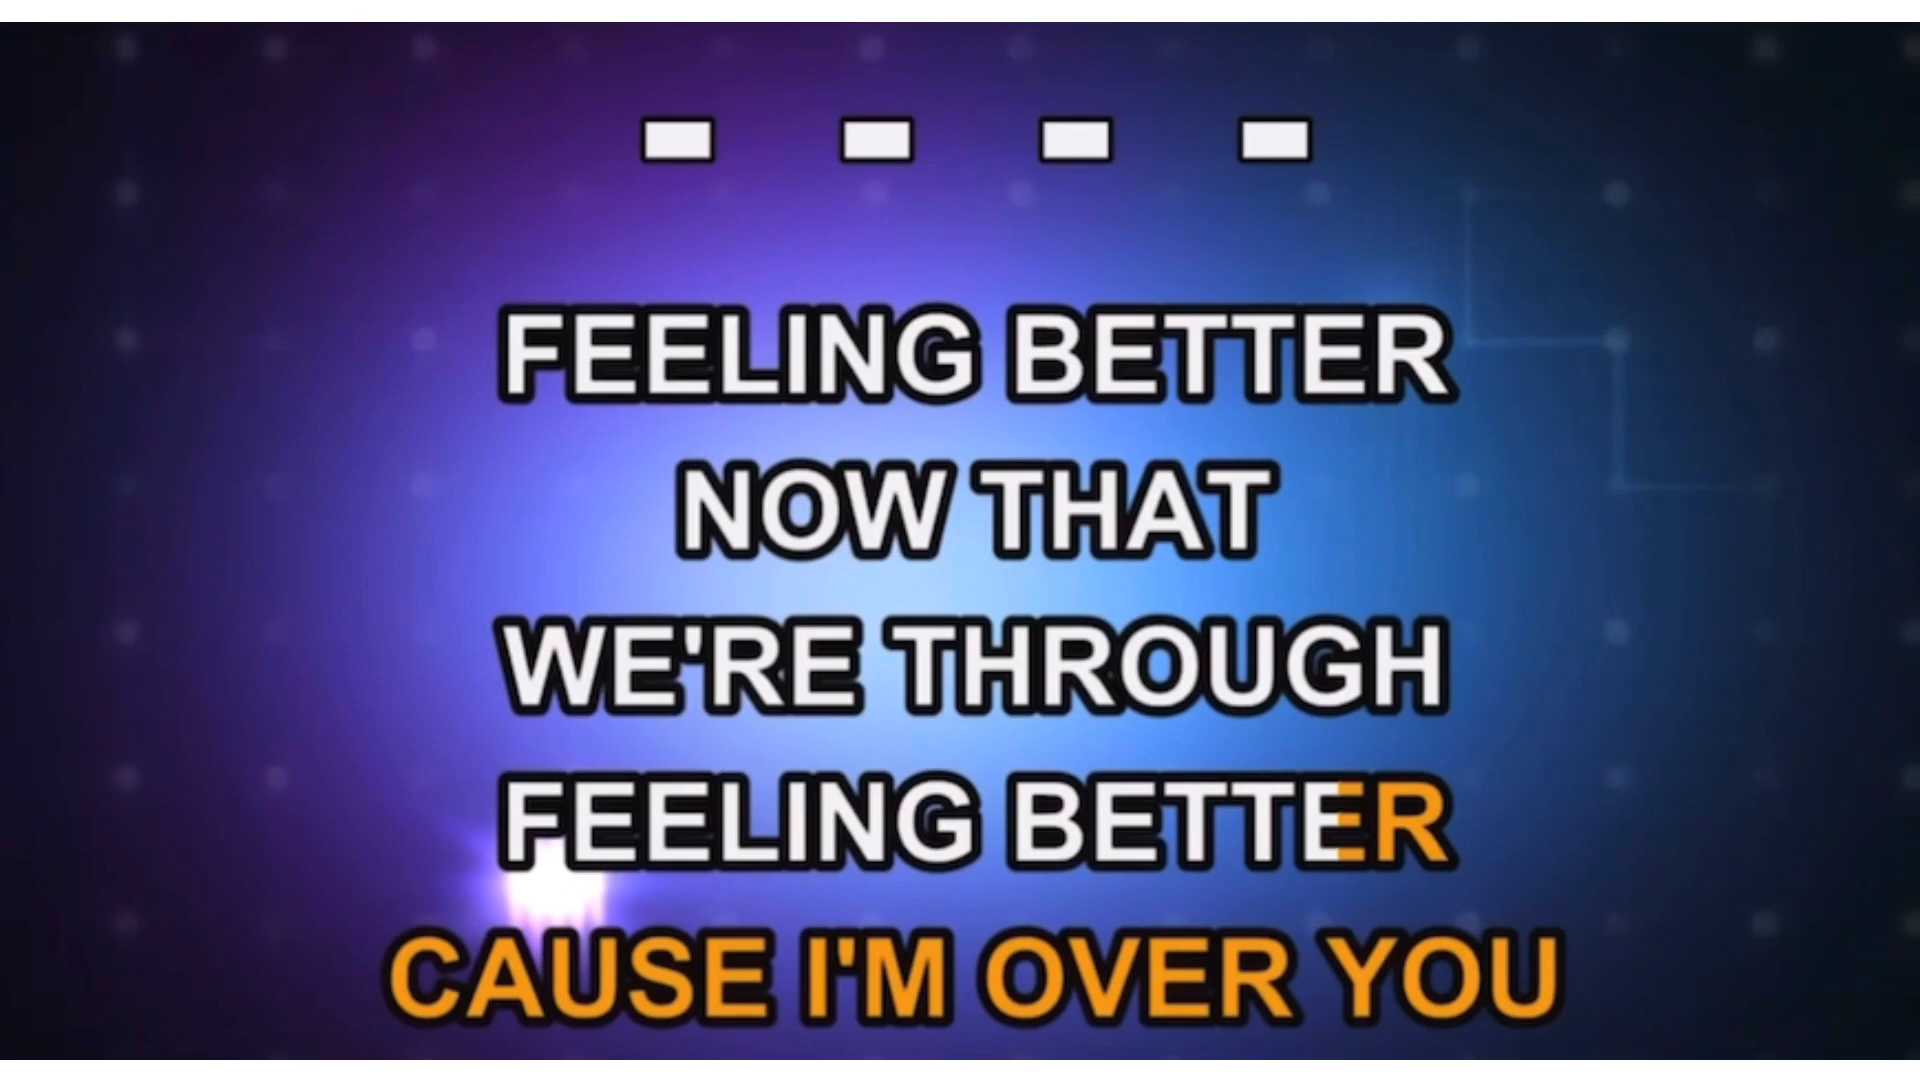 FEELING BETTER
NOW THAT
WE'RE THROUGH
FEELING BETTER
CAUSE I'M OVER YOU